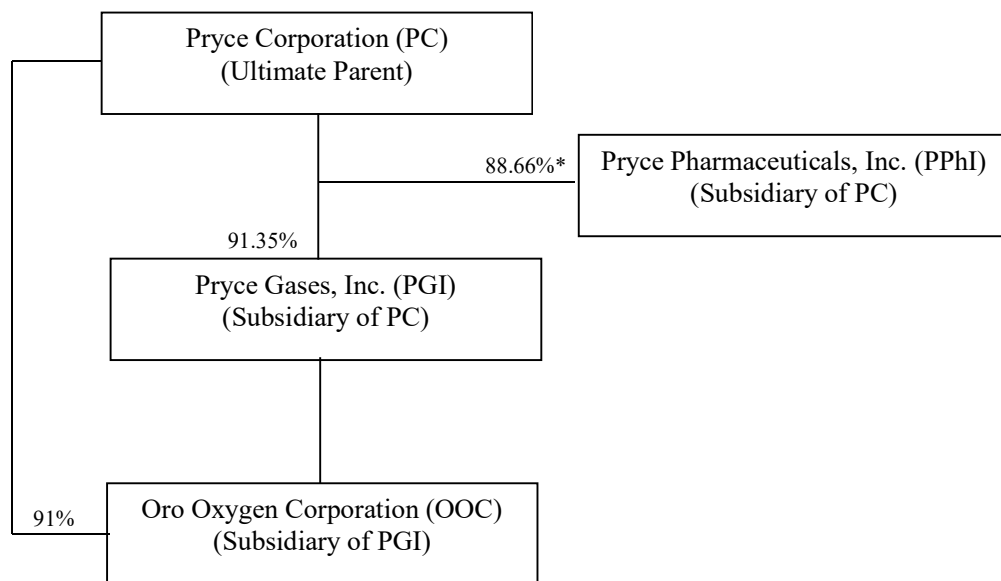 Pryce Corporation (PC)
(Ultimate Parent)
88.66%*
Pryce Pharmaceuticals, Inc. (PPhI)
(Subsidiary of PC)
91.35%
Pryce Gases, Inc. (PGI)
(Subsidiary of PC)
91%
Oro Oxygen Corporation (OOC)
(Subsidiary of PGI)